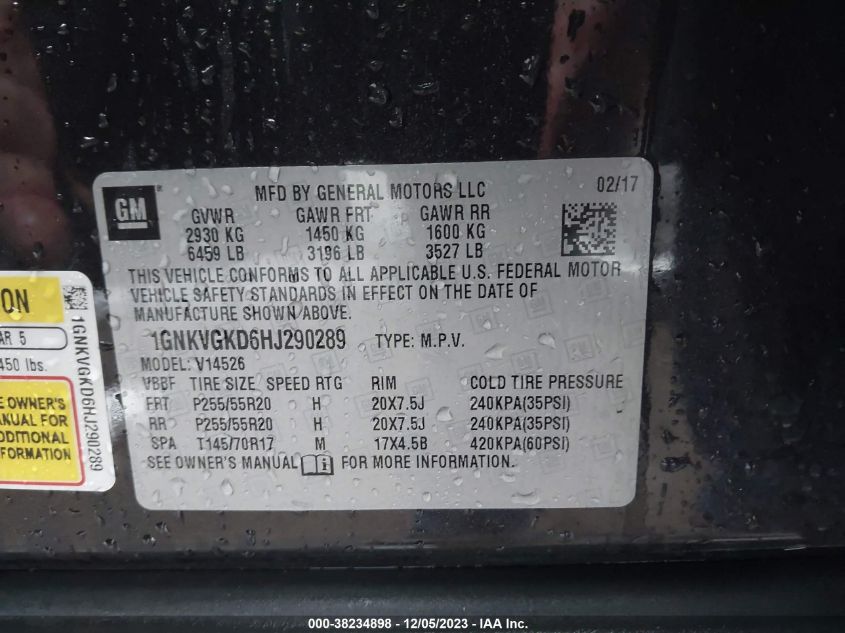 GM
MFD BY GENERAL MOTORS LLC 02/17
GVWR GAWR FRT GAWR RR
2930 KG 1450 KG 1600 KG
6459 LB 3196 LB 3527 LB
THIS VEHICLE CONFORMS TO ALL APPLICABLE U.S. FEDERAL MOTOR
VEHICLE SAFETY STANDARDS IN EFFECT ON THE DATE OF
MANUFACTURE SHOWN ABOVE.
1GNKVGKD6HJ290289 TYPE: M.P.V.
MODEL: V14526
VBBF TIRE SIZE SPEED RTG RIM COLD TIRE PRESSURE
FRT P255/55R20 H 20X7.5J 240KPA(35PSI)
RR P255/55R20 H 20X7.5J 240KPA(35PSI)
SPA T145/70R17 M 17X4.5B 420KPA(60PSI)
SEE OWNER'S MANUAL FOR MORE INFORMATION.
ON
AR 5
450 lbs.
E OWNER'S
ANUAL FOR
DDITIONAL
ORMATION
1GNKVGKD6HJ290289
000-38234898 - 12/05/2023 - IAA Inc.